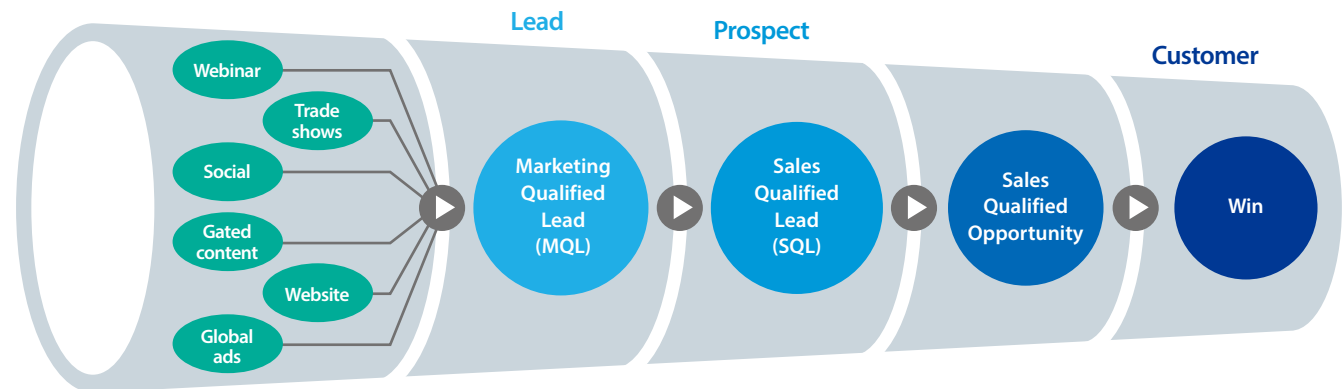 Lead
Prospect
Customer
Webinar
Trade
shows
Social
Gated
content
Website
Global
ads
Marketing
Qualified
Lead
(MQL)
Sales
Qualified
Lead
(SQL)
Sales
Qualified
Opportunity
Win